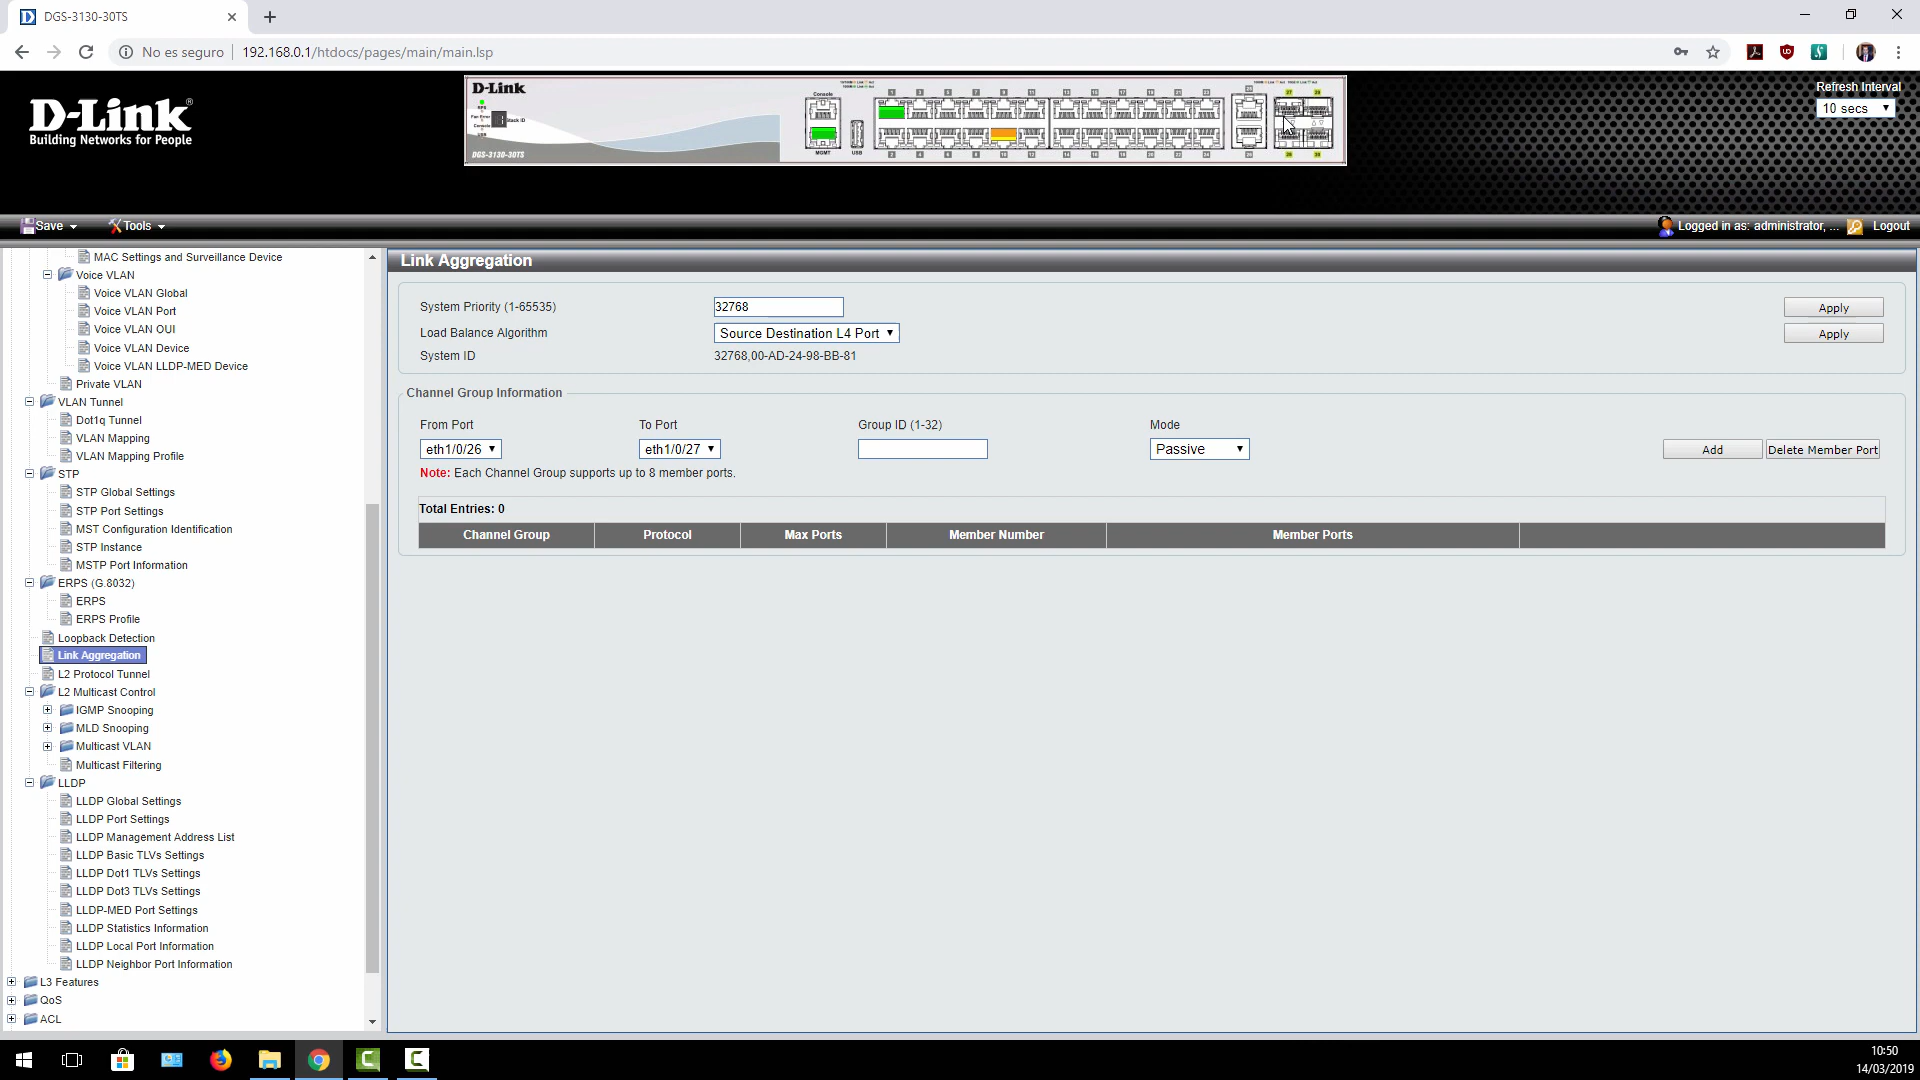 DGS-3130-30TS
No es seguro
192.168.0.1/htdocs/pages/main/main.lsp
D-Link
Building Networks for People
D-Link
Console
MGMT
USB
DGS-3130-30TS
Refresh Interval
10 secs
Save
Tools
Logged in as: administrator, ...
Logout
MAC Settings and Surveillance Device
Voice VLAN
Voice VLAN Global
Voice VLAN Port
Voice VLAN OUI
Voice VLAN Device
Voice VLAN LLDP-MED Device
Private VLAN
VLAN Tunnel
Dot1q Tunnel
VLAN Mapping
VLAN Mapping Profile
STP
STP Global Settings
STP Port Settings
MST Configuration Identification
STP Instance
MSTP Port Information
ERPS (G.8032)
ERPS
ERPS Profile
Loopback Detection
Link Aggregation
L2 Protocol Tunnel
L2 Multicast Control
IGMP Snooping
MLD Snooping
Multicast VLAN
Multicast Filtering
LLDP
LLDP Global Settings
LLDP Port Settings
LLDP Management Address List
LLDP Basic TLVs Settings
LLDP Dot1 TLVs Settings
LLDP Dot3 TLVs Settings
LLDP-MED Port Settings
LLDP Statistics Information
LLDP Local Port Information
LLDP Neighbor Port Information
L3 Features
QoS
ACL
Link Aggregation
System Priority (1-65535) 32768 Apply
Load Balance Algorithm Source Destination L4 Port Apply
System ID 32768,00-AD-24-98-BB-81
Channel Group Information
From Port To Port Group ID (1-32) Mode
eth1/0/26 eth1/0/27 Passive Add Delete Member Port
Note: Each Channel Group supports up to 8 member ports.
Total Entries: 0
Channel Group Protocol Max Ports Member Number Member Ports
10:50
14/03/2019